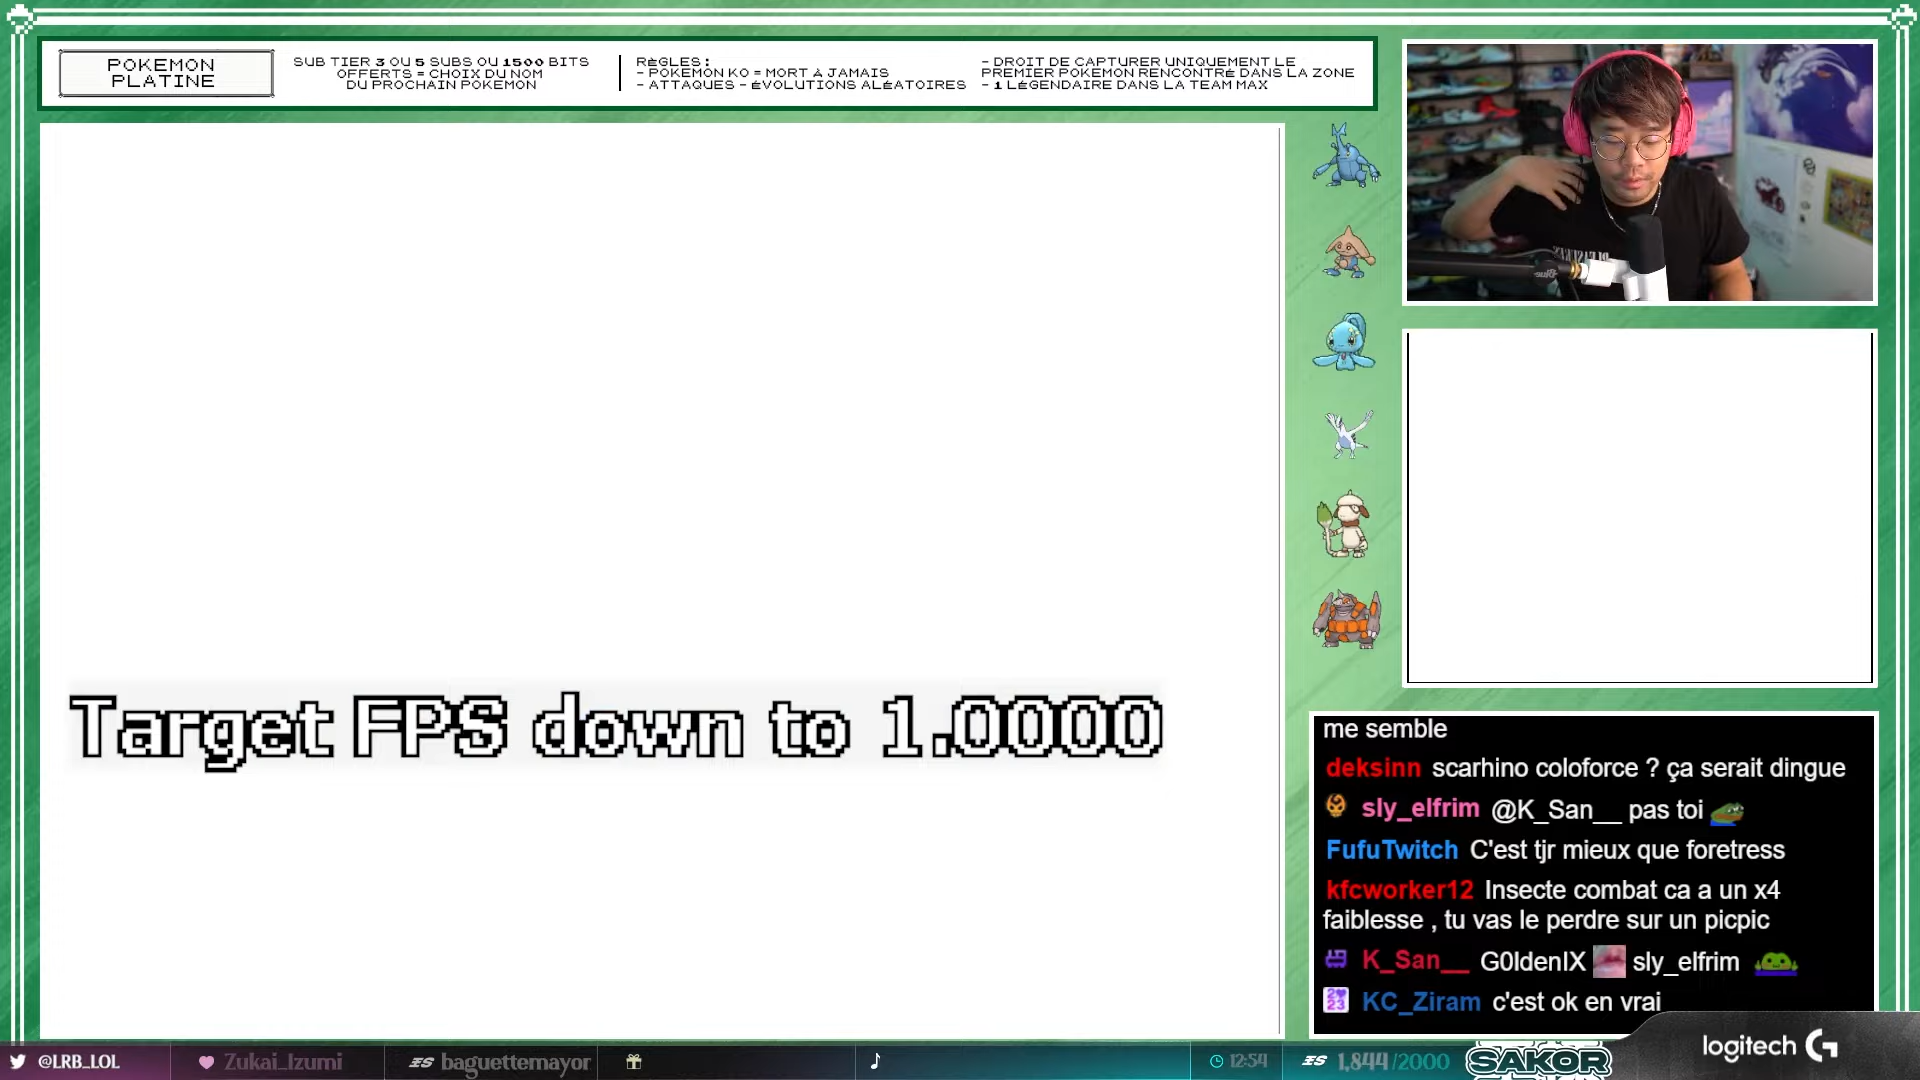 POKEMON
PLATINE
SUB TIER 3 OU 5 SUBS OU 1500 BITS
OFFERTS = CHOIX DU NOM
DU PROCHAIN POKEMON
RÈGLES :
- POKEMON KO = MORT À JAMAIS
- ATTAQUES - ÉVOLUTIONS ALÉATOIRES
- DROIT DE CAPTURER UNIQUEMENT LE
PREMIER POKEMON RENCONTRÉ DANS LA ZONE
- 1 LÉGENDAIRE DANS LA TEAM MAX
Target FPS down to 1.0000
me semble
deksinn scarhino coloforce ? ça serait dingue
sly_elfrim @K_San__ pas toi
FufuTwitch C'est tjr mieux que foretress
kfcworker12 Insecte combat ca a un x4
faiblesse , tu vas le perdre sur un picpic
K_San__ G0ldenIX sly_elfrim
KC_Ziram c'est ok en vrai
@LRB_LOL
Zukai_Izumi
baguettemayor
12:54
1,844/2000
SAKOR
logitech G